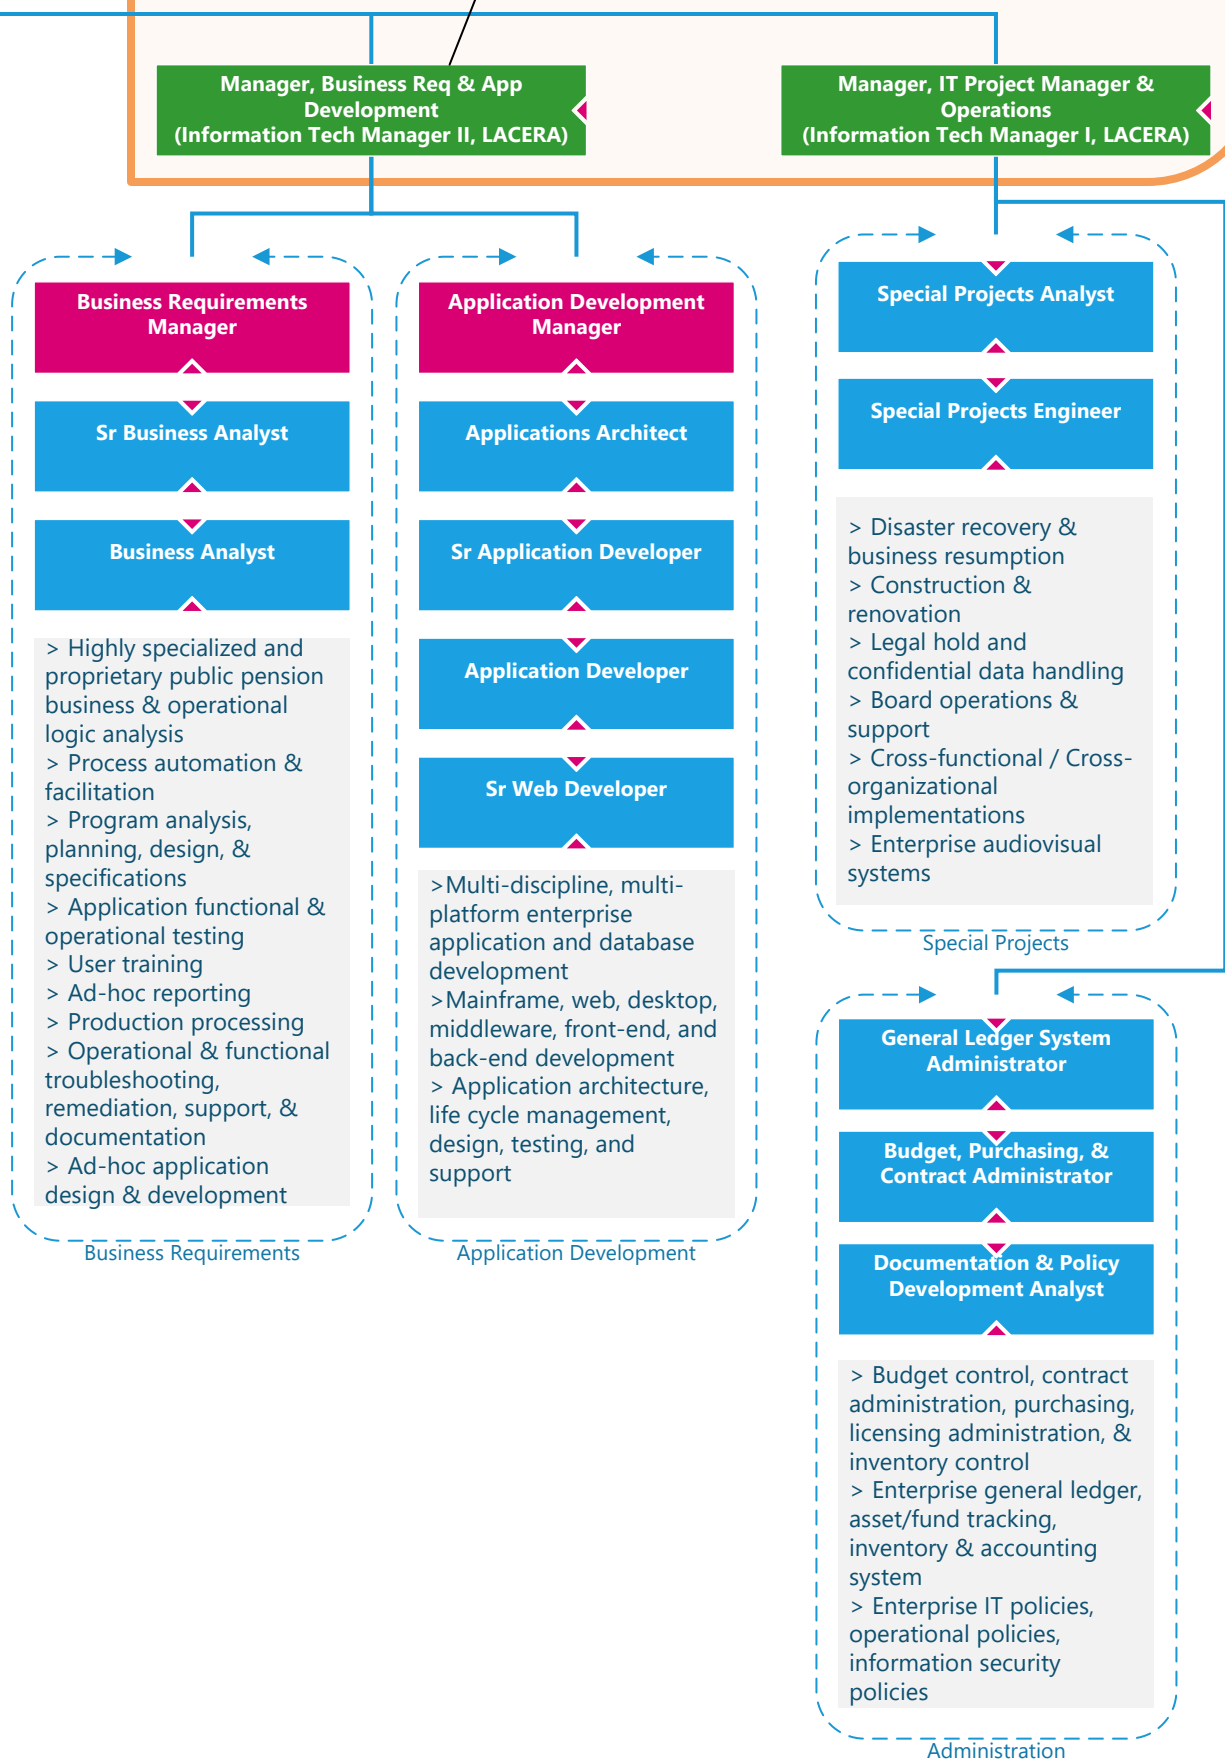 Manager, Business Req & App
Development
(Information Tech Manager II, LACERA)
Manager, IT Project Manager &
Operations
(Information Tech Manager I, LACERA)
Business Requirements
Manager
Sr Business Analyst
Business Analyst
> Highly specialized and
proprietary public pension
business & operational
logic analysis
> Process automation &
facilitation
> Program analysis,
planning, design, &
specifications
> Application functional &
operational testing
> User training
> Ad-hoc reporting
> Production processing
> Operational & functional
troubleshooting,
remediation, support, &
documentation
> Ad-hoc application
design & development
Business Requirements
Application Development
Manager
Applications Architect
Sr Application Developer
Application Developer
Sr Web Developer
>Multi-discipline, multi-
platform enterprise
application and database
development
>Mainframe, web, desktop,
middleware, front-end, and
back-end development
> Application architecture,
life cycle management,
design, testing, and
support
Application Development
Special Projects Analyst
Special Projects Engineer
> Disaster recovery &
business resumption
> Construction &
renovation
> Legal hold and
confidential data handling
> Board operations &
support
> Cross-functional / Cross-
organizational
implementations
> Enterprise audiovisual
systems
Special Projects
General Ledger System
Administrator
Budget, Purchasing, &
Contract Administrator
Documentation & Policy
Development Analyst
> Budget control, contract
administration, purchasing,
licensing administration, &
inventory control
> Enterprise general ledger,
asset/fund tracking,
inventory & accounting
system
> Enterprise IT policies,
operational policies,
information security
policies
Administration